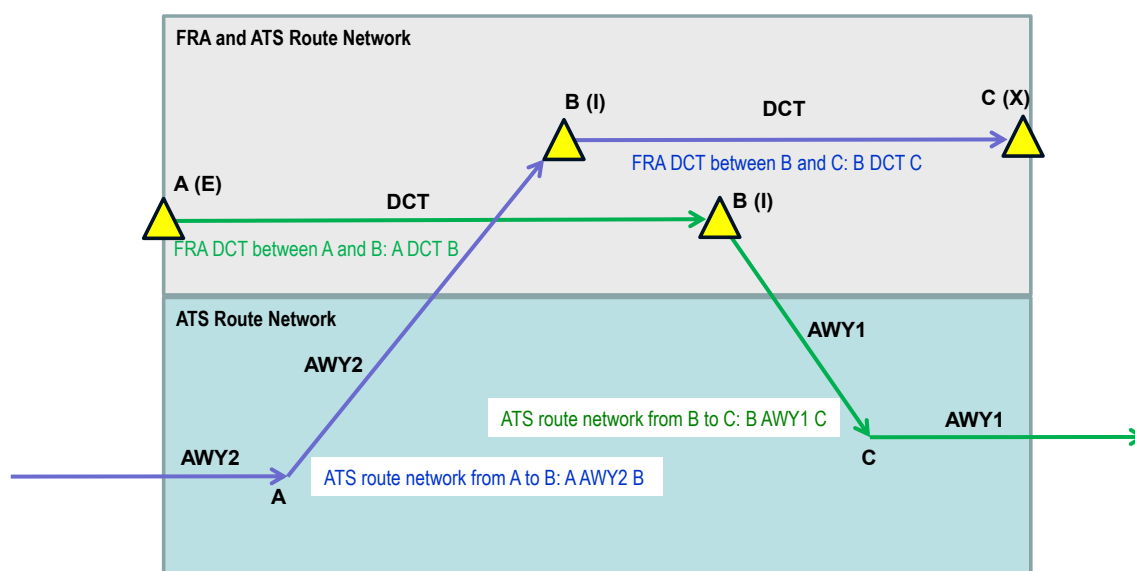 FRA and ATS Route Network
B (I)
DCT
C (X)
FRA DCT between B and C: B DCT C
A (E)
DCT
B (I)
FRA DCT between A and B: A DCT B
ATS Route Network
AWY1
AWY2
ATS route network from B to C: B AWY1 C
AWY1
C
AWY2
ATS route network from A to B: A AWY2 B
A